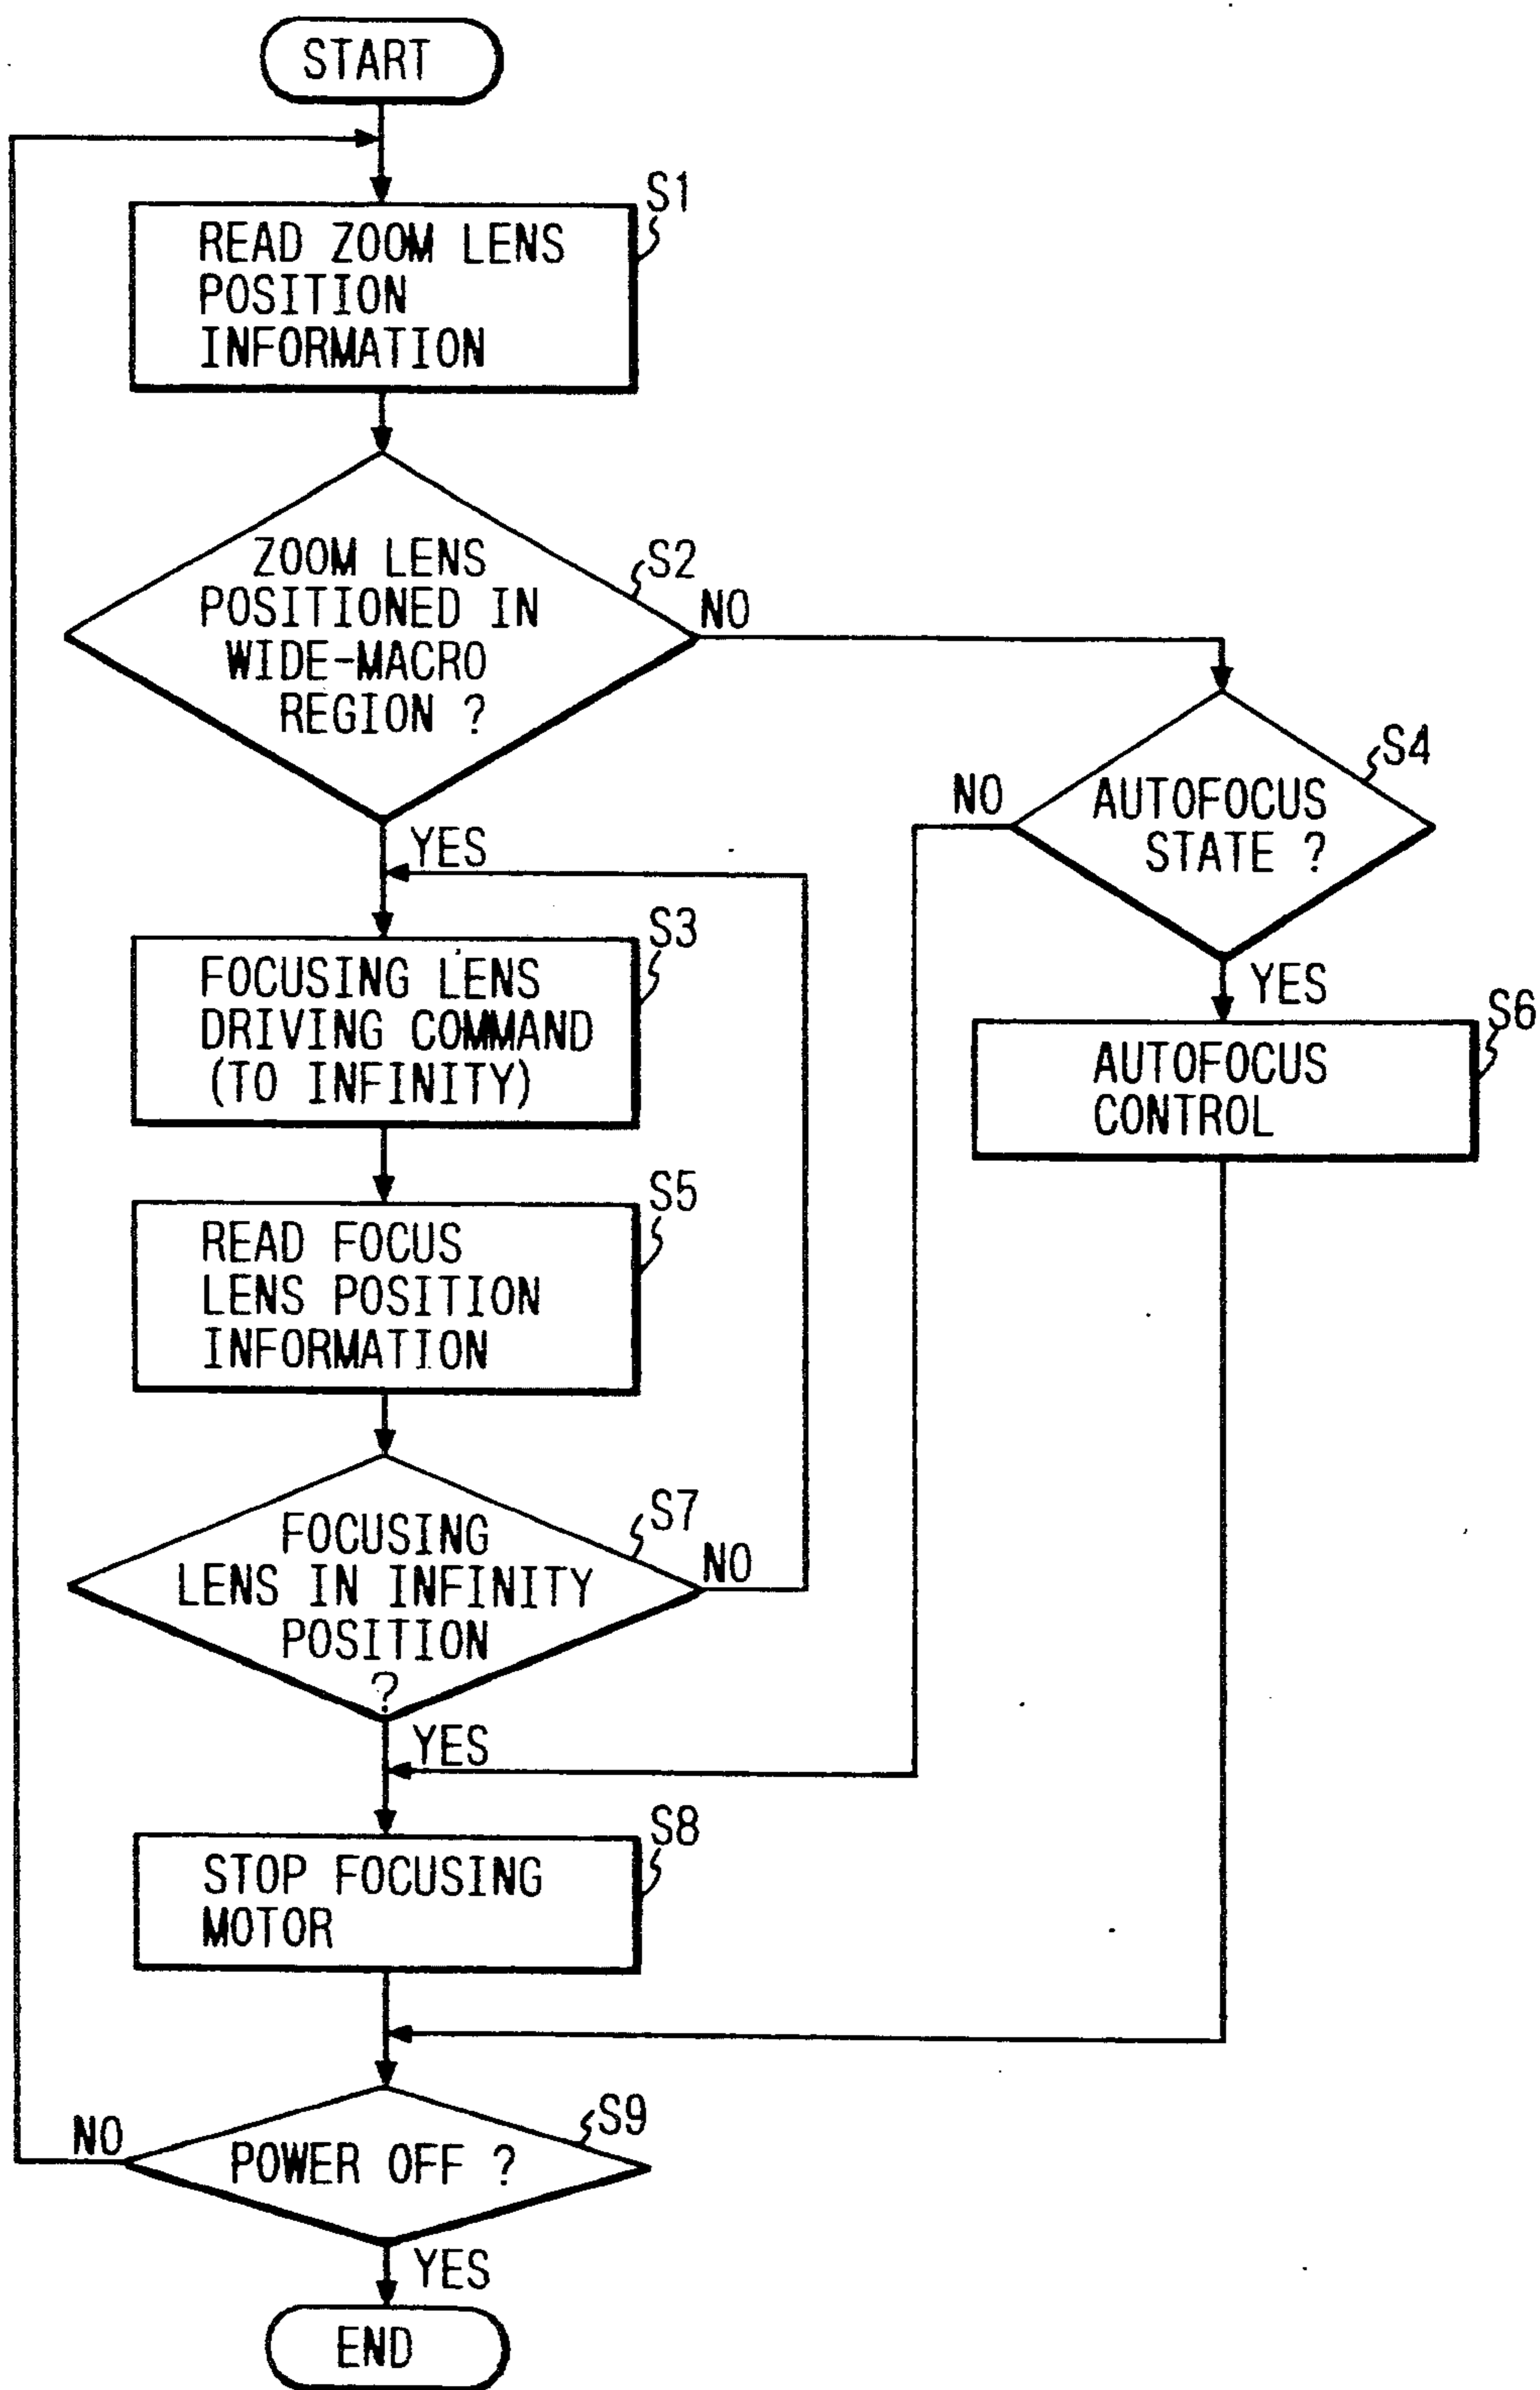 START
S1
READ ZOOM LENS
POSITION
INFORMATION
S2
ZOOM LENS
POSITIONED IN
WIDE-MACRO
REGION ?
NO
YES
S4
AUTOFOCUS
STATE ?
NO
YES
S3
FOCUSING LENS
DRIVING COMMAND
(TO INFINITY)
S6
AUTOFOCUS
CONTROL
S5
READ FOCUS
LENS POSITION
INFORMATION
S7
FOCUSING
LENS IN INFINITY
POSITION
?
NO
YES
S8
STOP FOCUSING
MOTOR
S9
POWER OFF ?
NO
YES
END